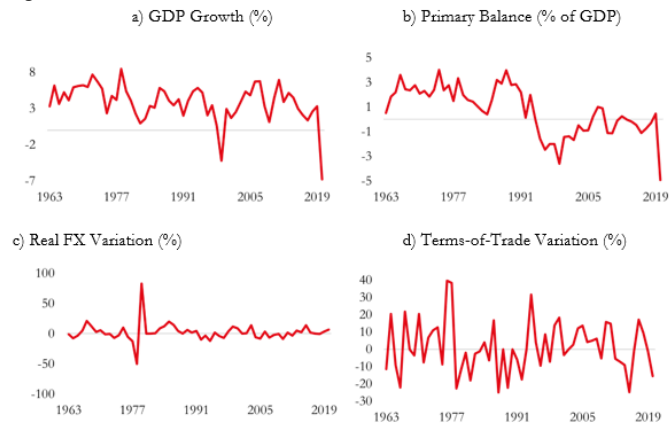 a) GDP Growth (%)
8
3
-2
-7
1963 1977 1991 2005 2019
b) Primary Balance (% of GDP)
5
3
1
-1
-3
-5
1963 1977 1991 2005 2019
c) Real FX Variation (%)
100
50
0
-50
-100
1963 1977 1991 2005 2019
d) Terms-of-Trade Variation (%)
40
30
20
10
0
-10
-20
-30
1963 1977 1991 2005 2019